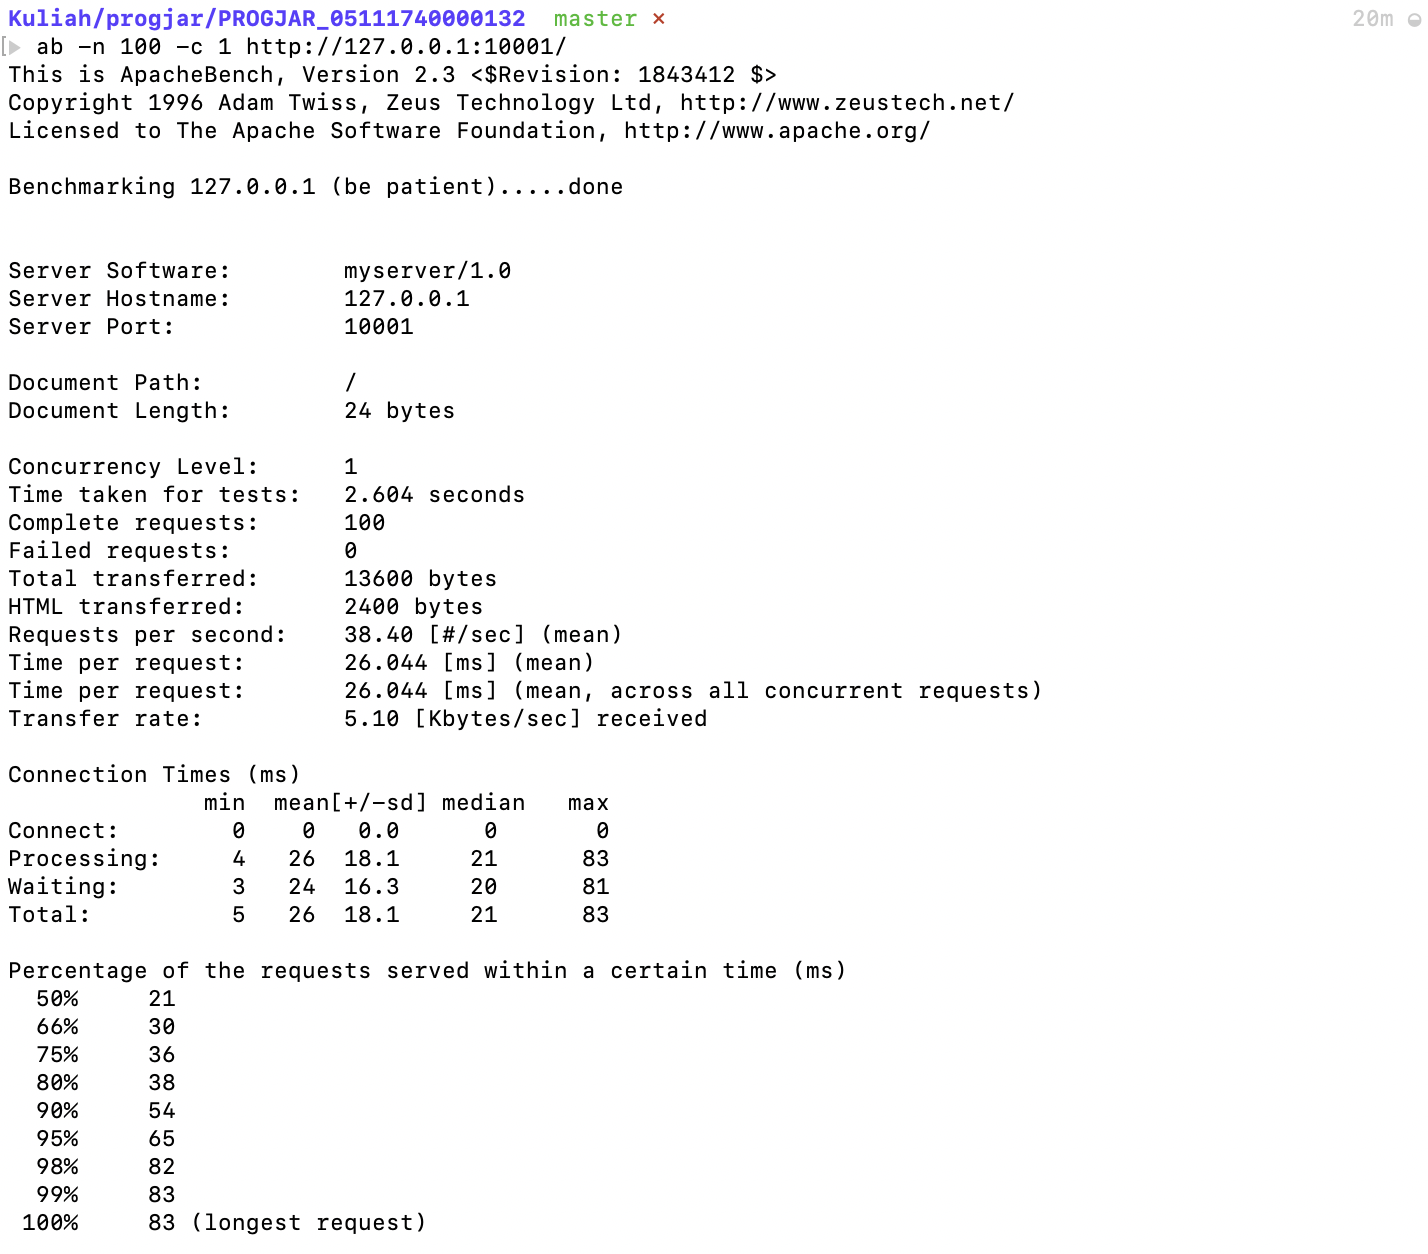 Kuliah/progjar/PROGJAR_05111740000132  master ×  20m
ab -n 100 -c 1 http://127.0.0.1:10001/
This is ApacheBench, Version 2.3 <$Revision: 1843412 $>
Copyright 1996 Adam Twiss, Zeus Technology Ltd, http://www.zeustech.net/
Licensed to The Apache Software Foundation, http://www.apache.org/

Benchmarking 127.0.0.1 (be patient).....done


Server Software:        myserver/1.0
Server Hostname:        127.0.0.1
Server Port:            10001

Document Path:          /
Document Length:        24 bytes

Concurrency Level:      1
Time taken for tests:   2.604 seconds
Complete requests:      100
Failed requests:        0
Total transferred:      13600 bytes
HTML transferred:       2400 bytes
Requests per second:    38.40 [#/sec] (mean)
Time per request:       26.044 [ms] (mean)
Time per request:       26.044 [ms] (mean, across all concurrent requests)
Transfer rate:          5.10 [Kbytes/sec] received

Connection Times (ms)
              min  mean[+/-sd] median   max
Connect:        0    0   0.0      0       0
Processing:     4   26  18.1     21      83
Waiting:        3   24  16.3     20      81
Total:          5   26  18.1     21      83

Percentage of the requests served within a certain time (ms)
  50%     21
  66%     30
  75%     36
  80%     38
  90%     54
  95%     65
  98%     82
  99%     83
 100%     83 (longest request)